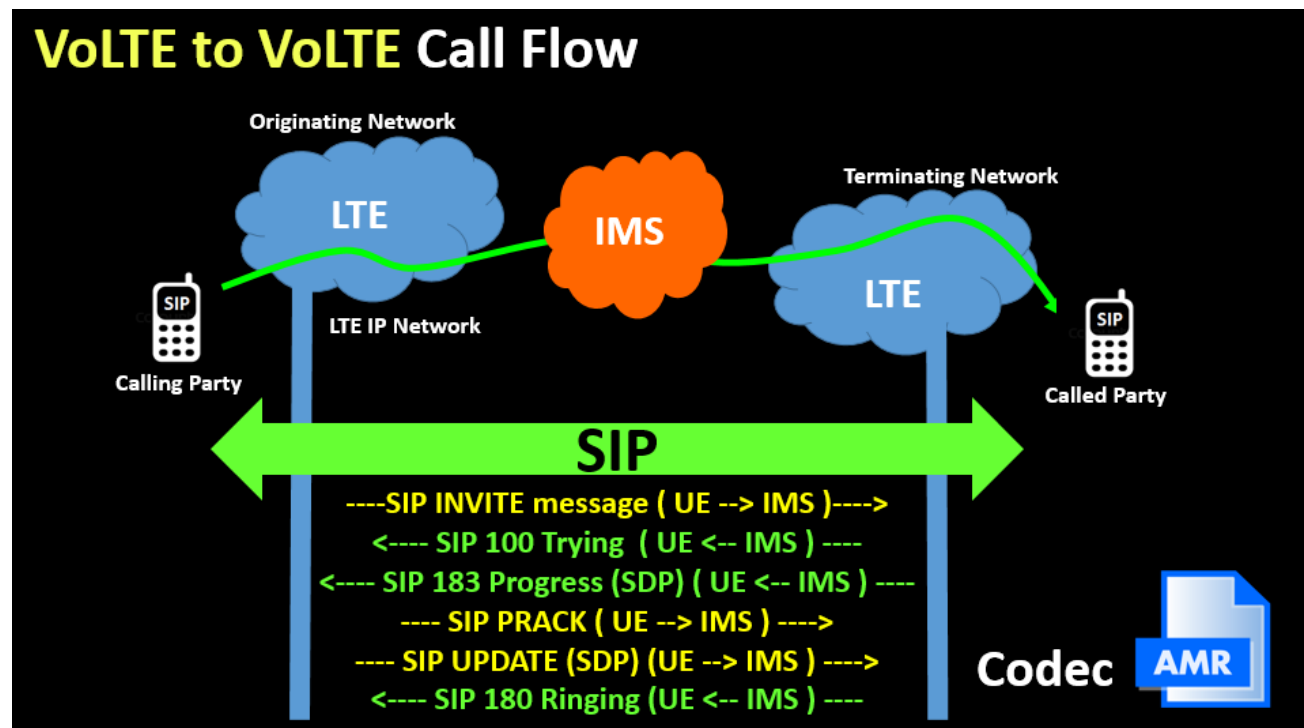 VoLTE to VoLTE Call Flow
Originating Network
LTE
IMS
Terminating Network
LTE
SIP
LTE IP Network
SIP
Calling Party
Called Party
SIP
----SIP INVITE message ( UE --> IMS )---->
<---- SIP 100 Trying ( UE <-- IMS ) ----
<---- SIP 183 Progress (SDP) ( UE <-- IMS ) ----
---- SIP PRACK ( UE --> IMS ) ---->
---- SIP UPDATE (SDP) (UE --> IMS ) ---->
<---- SIP 180 Ringing (UE <-- IMS ) ----
Codec
AMR